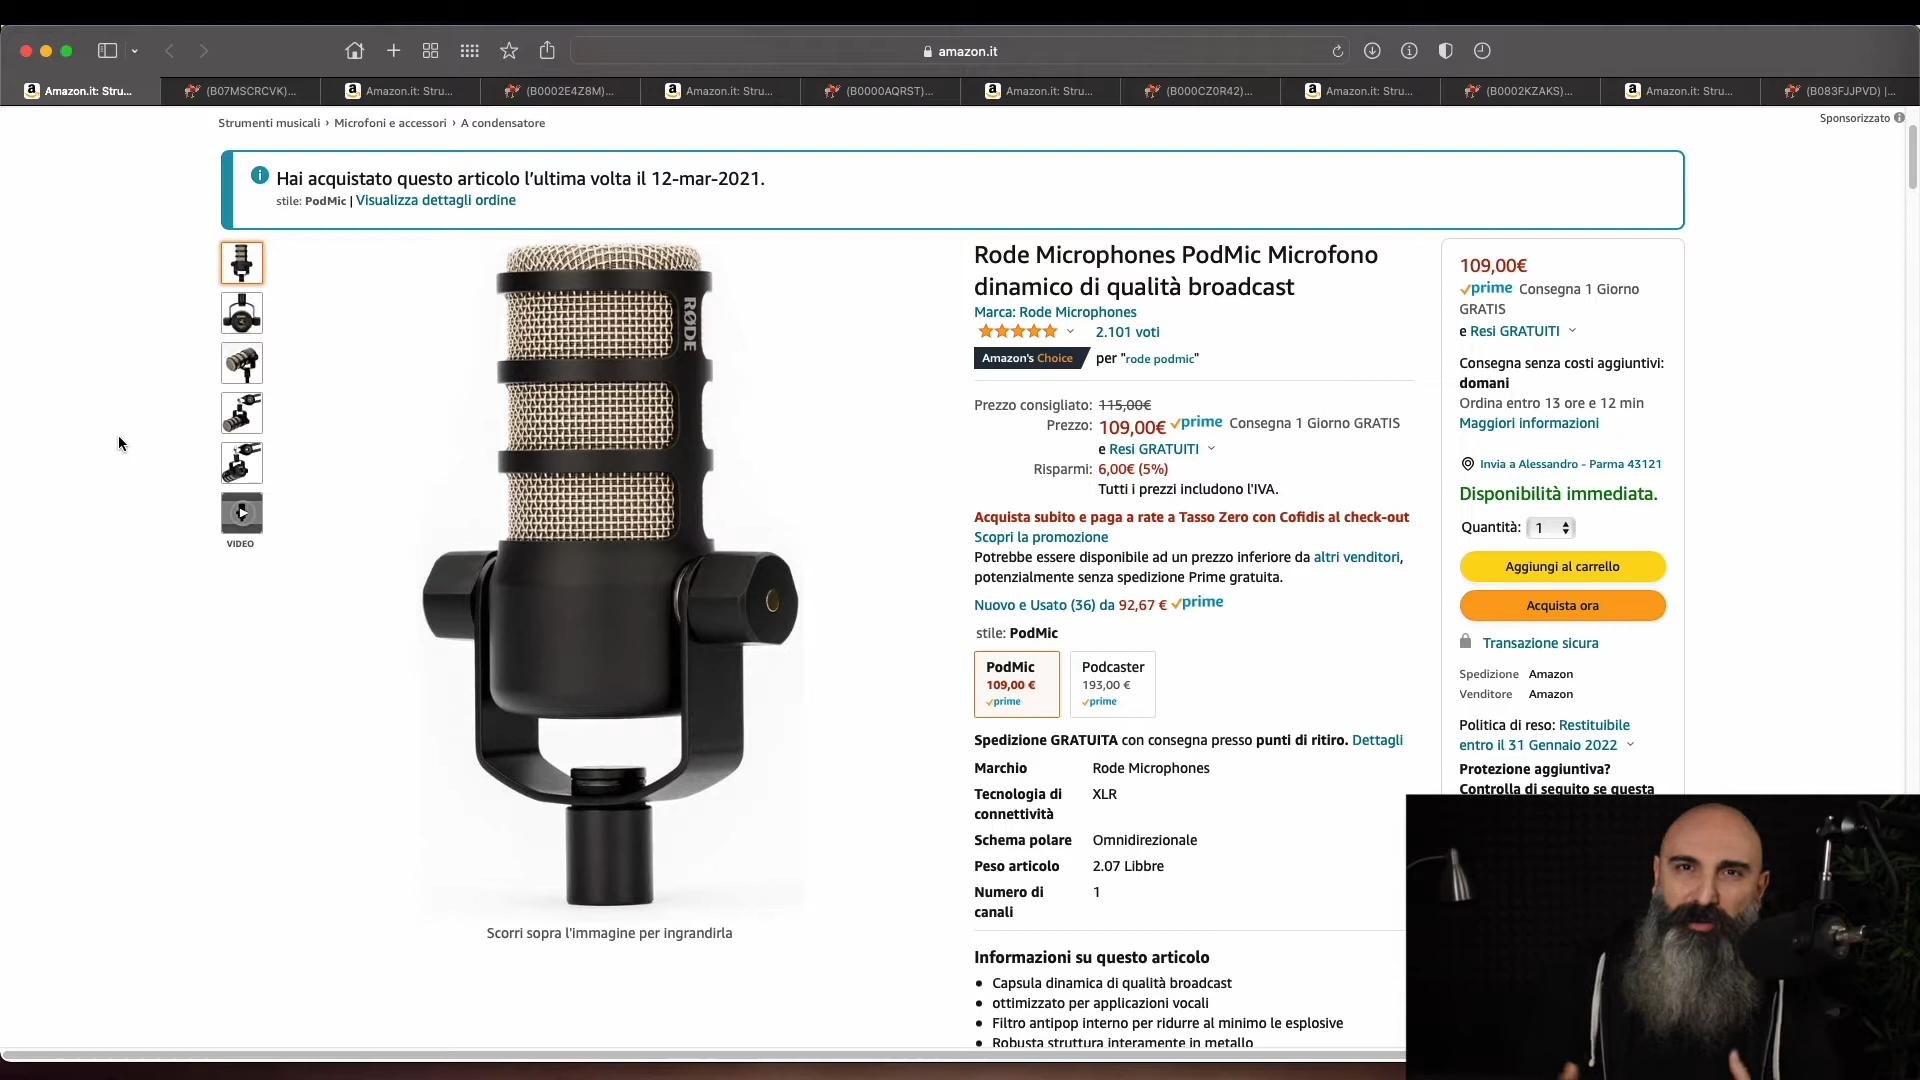 amazon.it
Amazon.it: Stru...
(B07MSCRCVK)...
Amazon.it: Stru...
(B0002E4Z8M)...
Amazon.it: Stru...
(B0000AQRST)...
Amazon.it: Stru...
(B000CZ0R42)...
Amazon.it: Stru...
(B0002KZAKS)...
Amazon.it: Stru...
(B083FJJPVD) |...
Strumenti musicali › Microfoni e accessori › A condensatore
Sponsorizzato
Hai acquistato questo articolo l’ultima volta il 12-mar-2021.
stile: PodMic | Visualizza dettagli ordine
VIDEO
RØDE
Scorri sopra l'immagine per ingrandirla
Rode Microphones PodMic Microfono
dinamico di qualità broadcast
Marca: Rode Microphones
2.101 voti
Amazon's Choice per "rode podmic"
Prezzo consigliato: 115,00€
Prezzo: 109,00€ prime Consegna 1 Giorno GRATIS
e Resi GRATUITI
Risparmi: 6,00€ (5%)
Tutti i prezzi includono l'IVA.
Acquista subito e paga a rate a Tasso Zero con Cofidis al check-out
Scopri la promozione
Potrebbe essere disponibile ad un prezzo inferiore da altri venditori,
potenzialmente senza spedizione Prime gratuita.
Nuovo e Usato (36) da 92,67 € prime
stile: PodMic
PodMic
109,00 €
prime
Podcaster
193,00 €
prime
Spedizione GRATUITA con consegna presso punti di ritiro. Dettagli
Marchio Rode Microphones
Tecnologia di XLR
connettività
Schema polare Omnidirezionale
Peso articolo 2.07 Libbre
Numero di 1
canali
Informazioni su questo articolo
• Capsula dinamica di qualità broadcast
• ottimizzato per applicazioni vocali
• Filtro antipop interno per ridurre al minimo le esplosive
• Robusta struttura interamente in metallo
109,00€
prime Consegna 1 Giorno
GRATIS
e Resi GRATUITI
Consegna senza costi aggiuntivi:
domani
Ordina entro 13 ore e 12 min
Maggiori informazioni
Invia a Alessandro - Parma 43121
Disponibilità immediata.
Quantità: 1
Aggiungi al carrello
Acquista ora
Transazione sicura
Spedizione Amazon
Venditore Amazon
Politica di reso: Restituibile
entro il 31 Gennaio 2022
Protezione aggiuntiva?
Controlla di seguito se questa